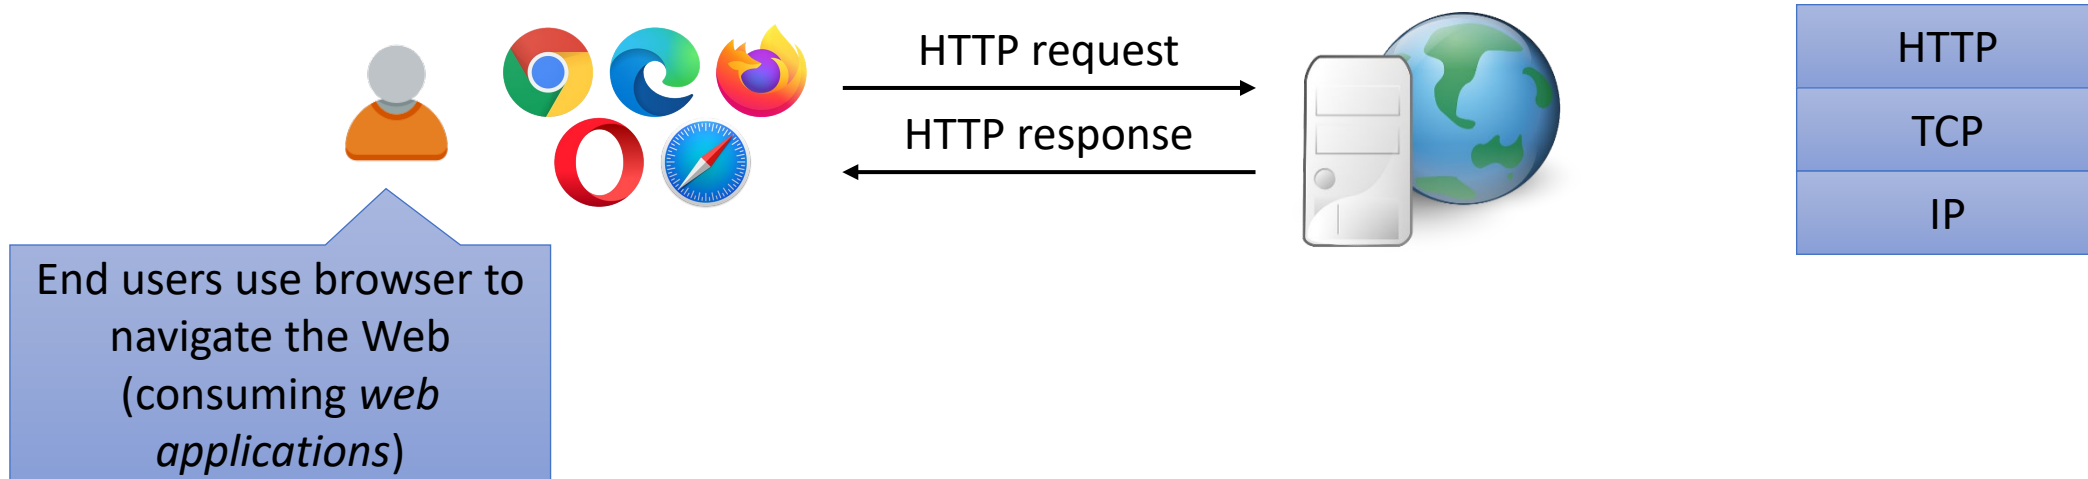 HTTP request
HTTP response
HTTP
TCP
IP
End users use browser to
navigate the Web
(consuming web
applications)